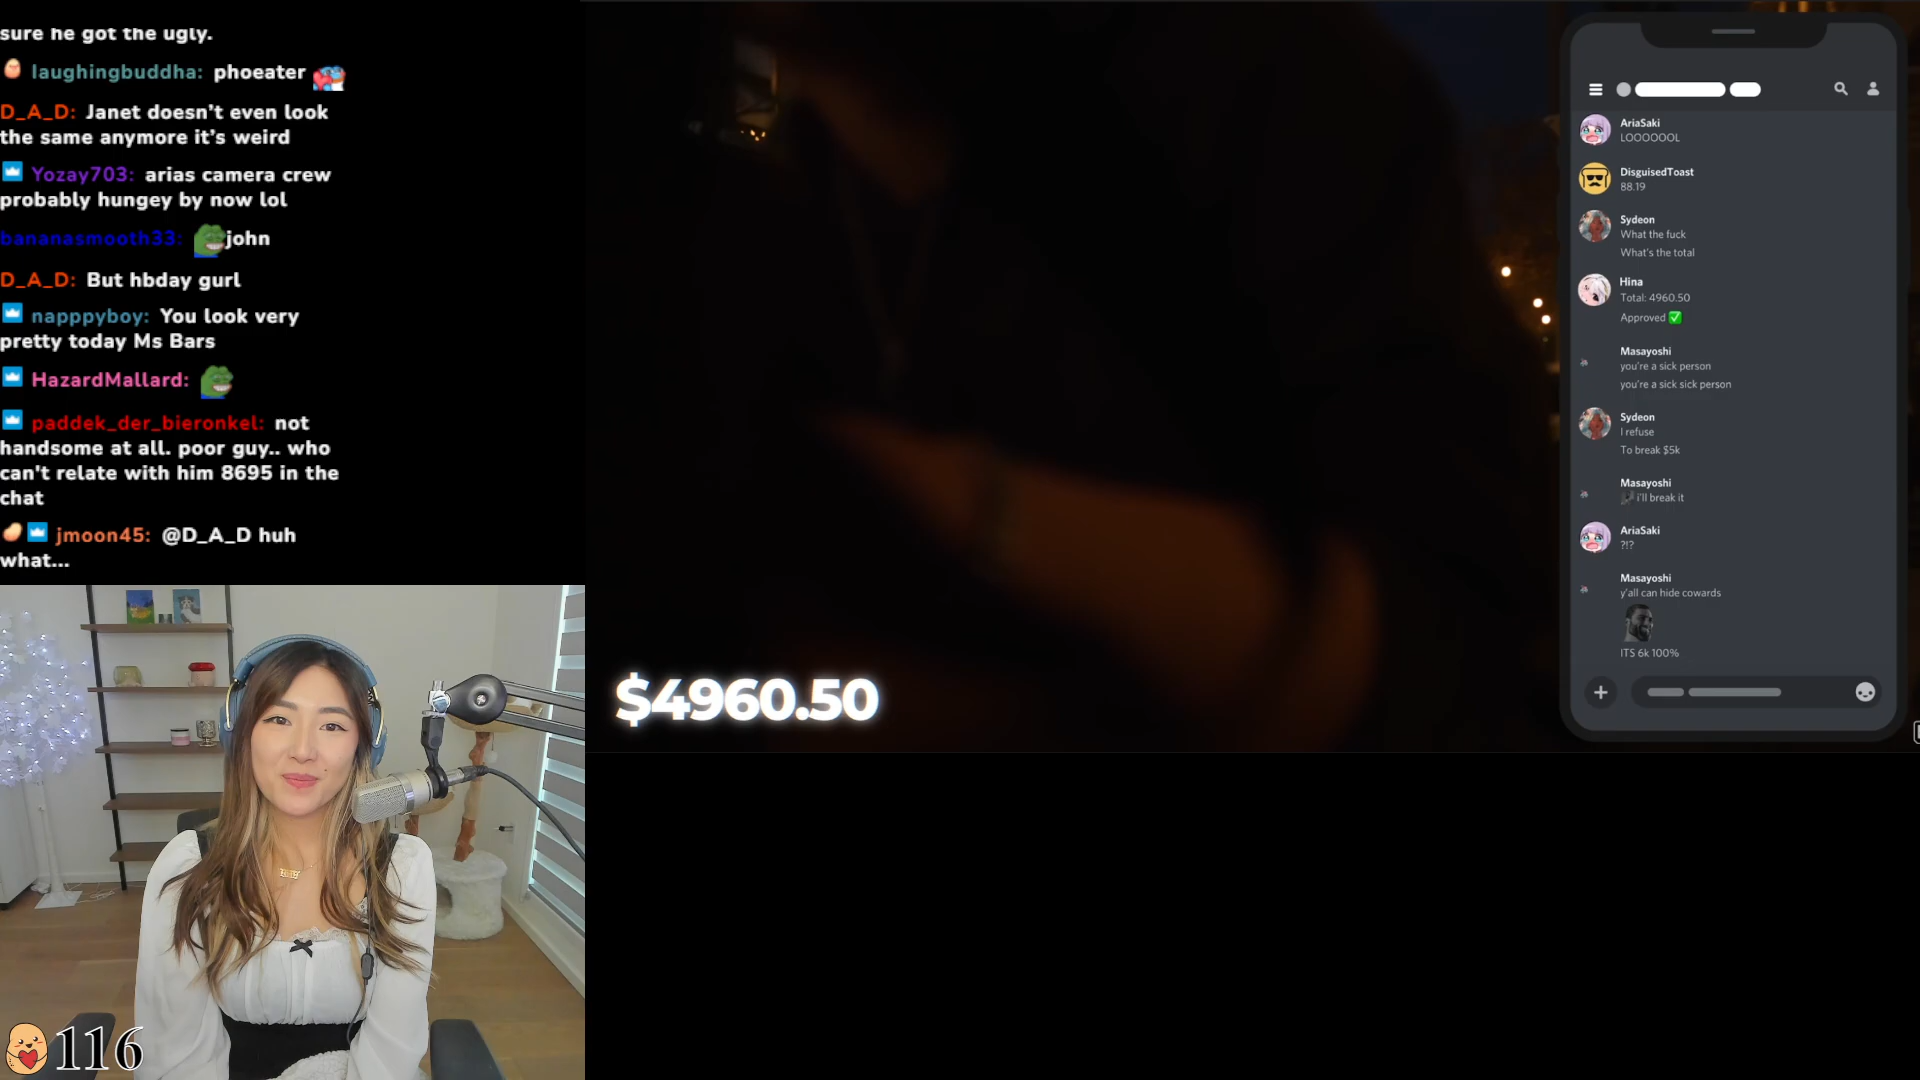 sure he got the ugly.
laughingbuddha: phoeater
D_A_D: Janet doesn't even look
the same anymore it's weird
Yozay703: arias camera crew
probably hungey by now lol
bananasmooth33: john
D_A_D: But hbday gurl
napppyboy: You look very
pretty today Ms Bars
HazardMallard:
paddek_der_bieronkel: not
handsome at all. poor guy.. who
can't relate with him 8695 in the
chat
jmoon45: @D_A_D huh
what...
116
$4960.50
AriaSaki
LOOOOOOL
DisguisedToast
88.19
Sydeon
What the fuck
What's the total
Hina
Total: 4960.50
Approved
Masayoshi
you're a sick person
you're a sick sick person
Sydeon
I refuse
To break $5k
Masayoshi
i'll break it
AriaSaki
?!?
Masayoshi
y'all can hide cowards
ITS 6k 100%